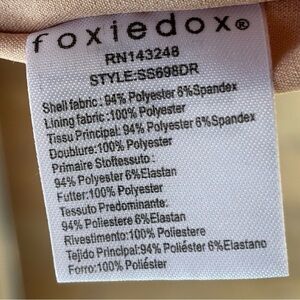 foxiedox®
RN143248
STYLE:SS698DR
Shell fabric: 94% Polyester 6%Spandex
Lining fabric:100% Polyester
Tissu Principal: 94% Polyester 6%Spandex
Doublure:100% Polyester
Primaire Stoftessuto:
94% Polyester 6%Elastan
Futter:100% Polyester
Tessuto Predominante:
94% Poliestere 6%Elastan
Rivestimento:100% Poliestere
Tejido Principal:94% Poliéster 6%Elastano
Forro:100% Poliéster